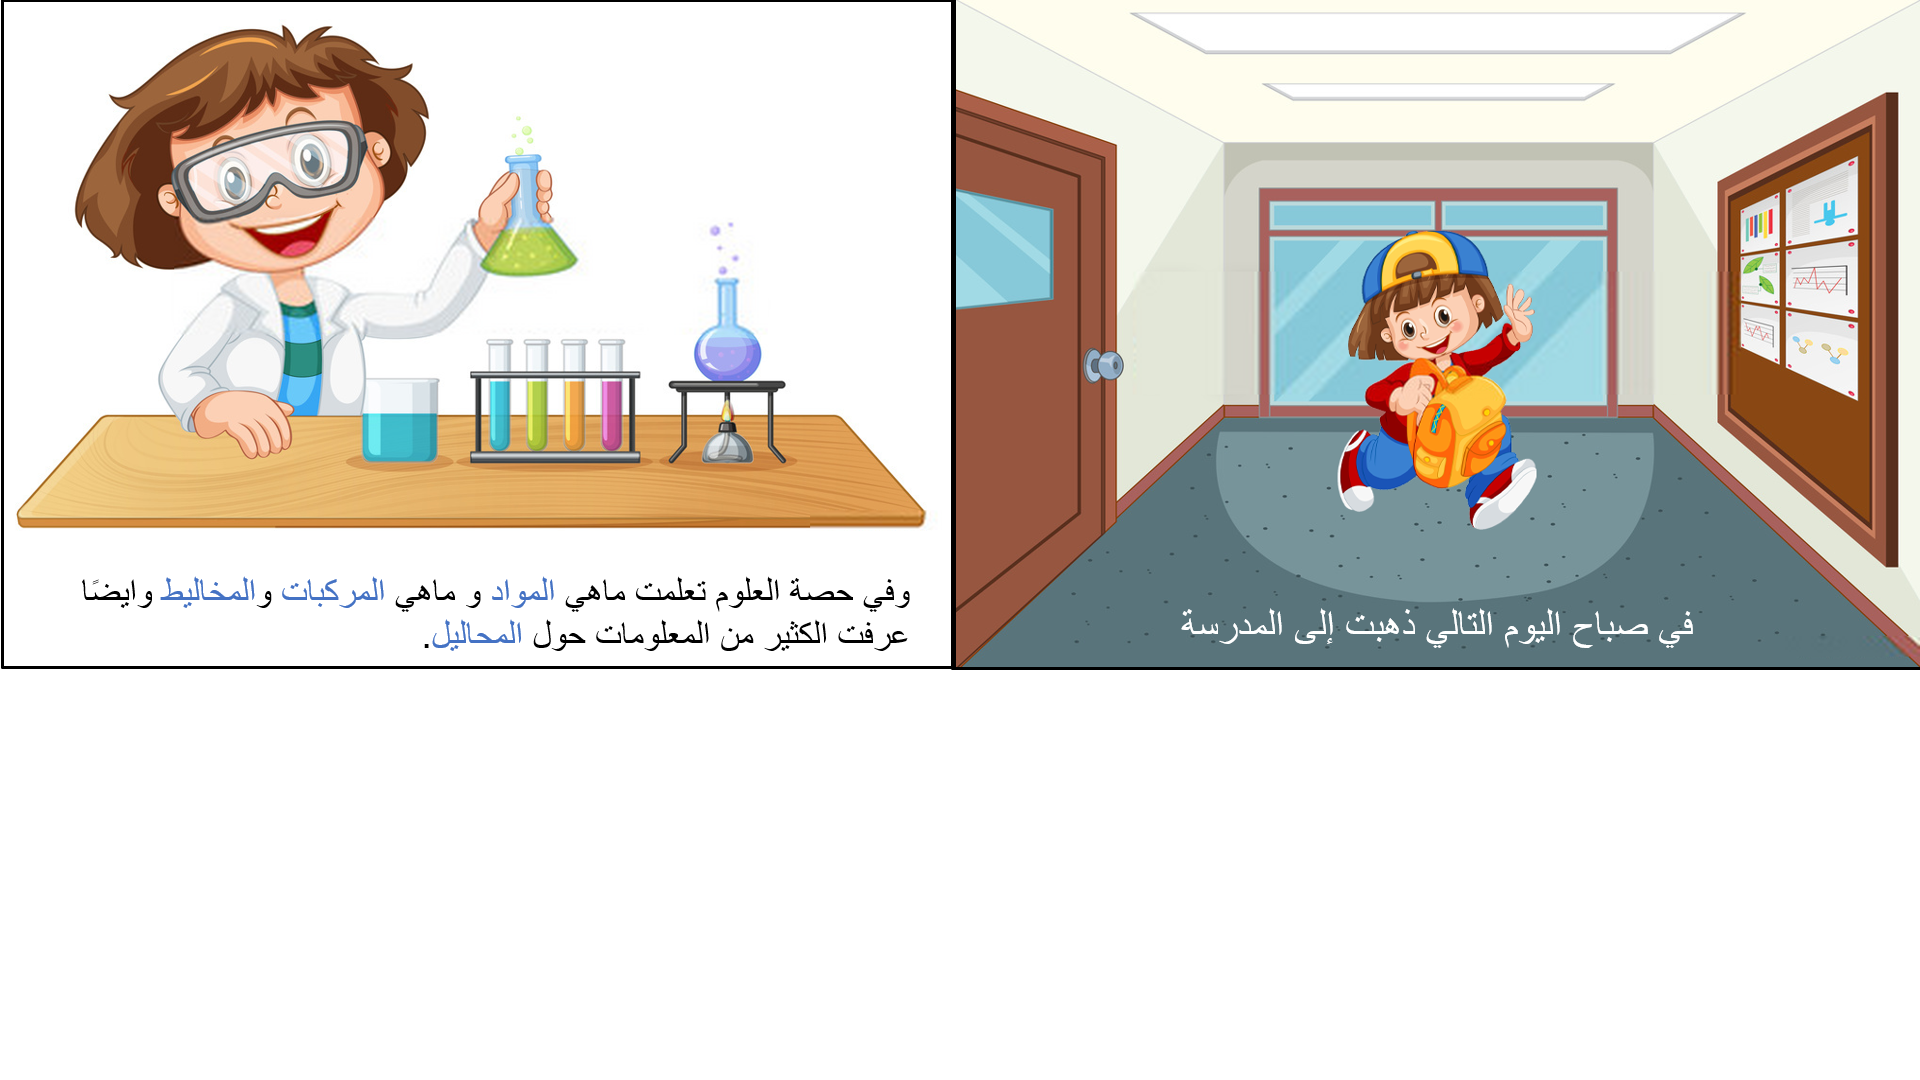 في صباح اليوم التالي ذهبت إلى المدرسة
وفي حصة العلوم تعلمت ماهي المواد و ماهي المركبات والمخاليط وايضًا
عرفت الكثير من المعلومات حول المحاليل.